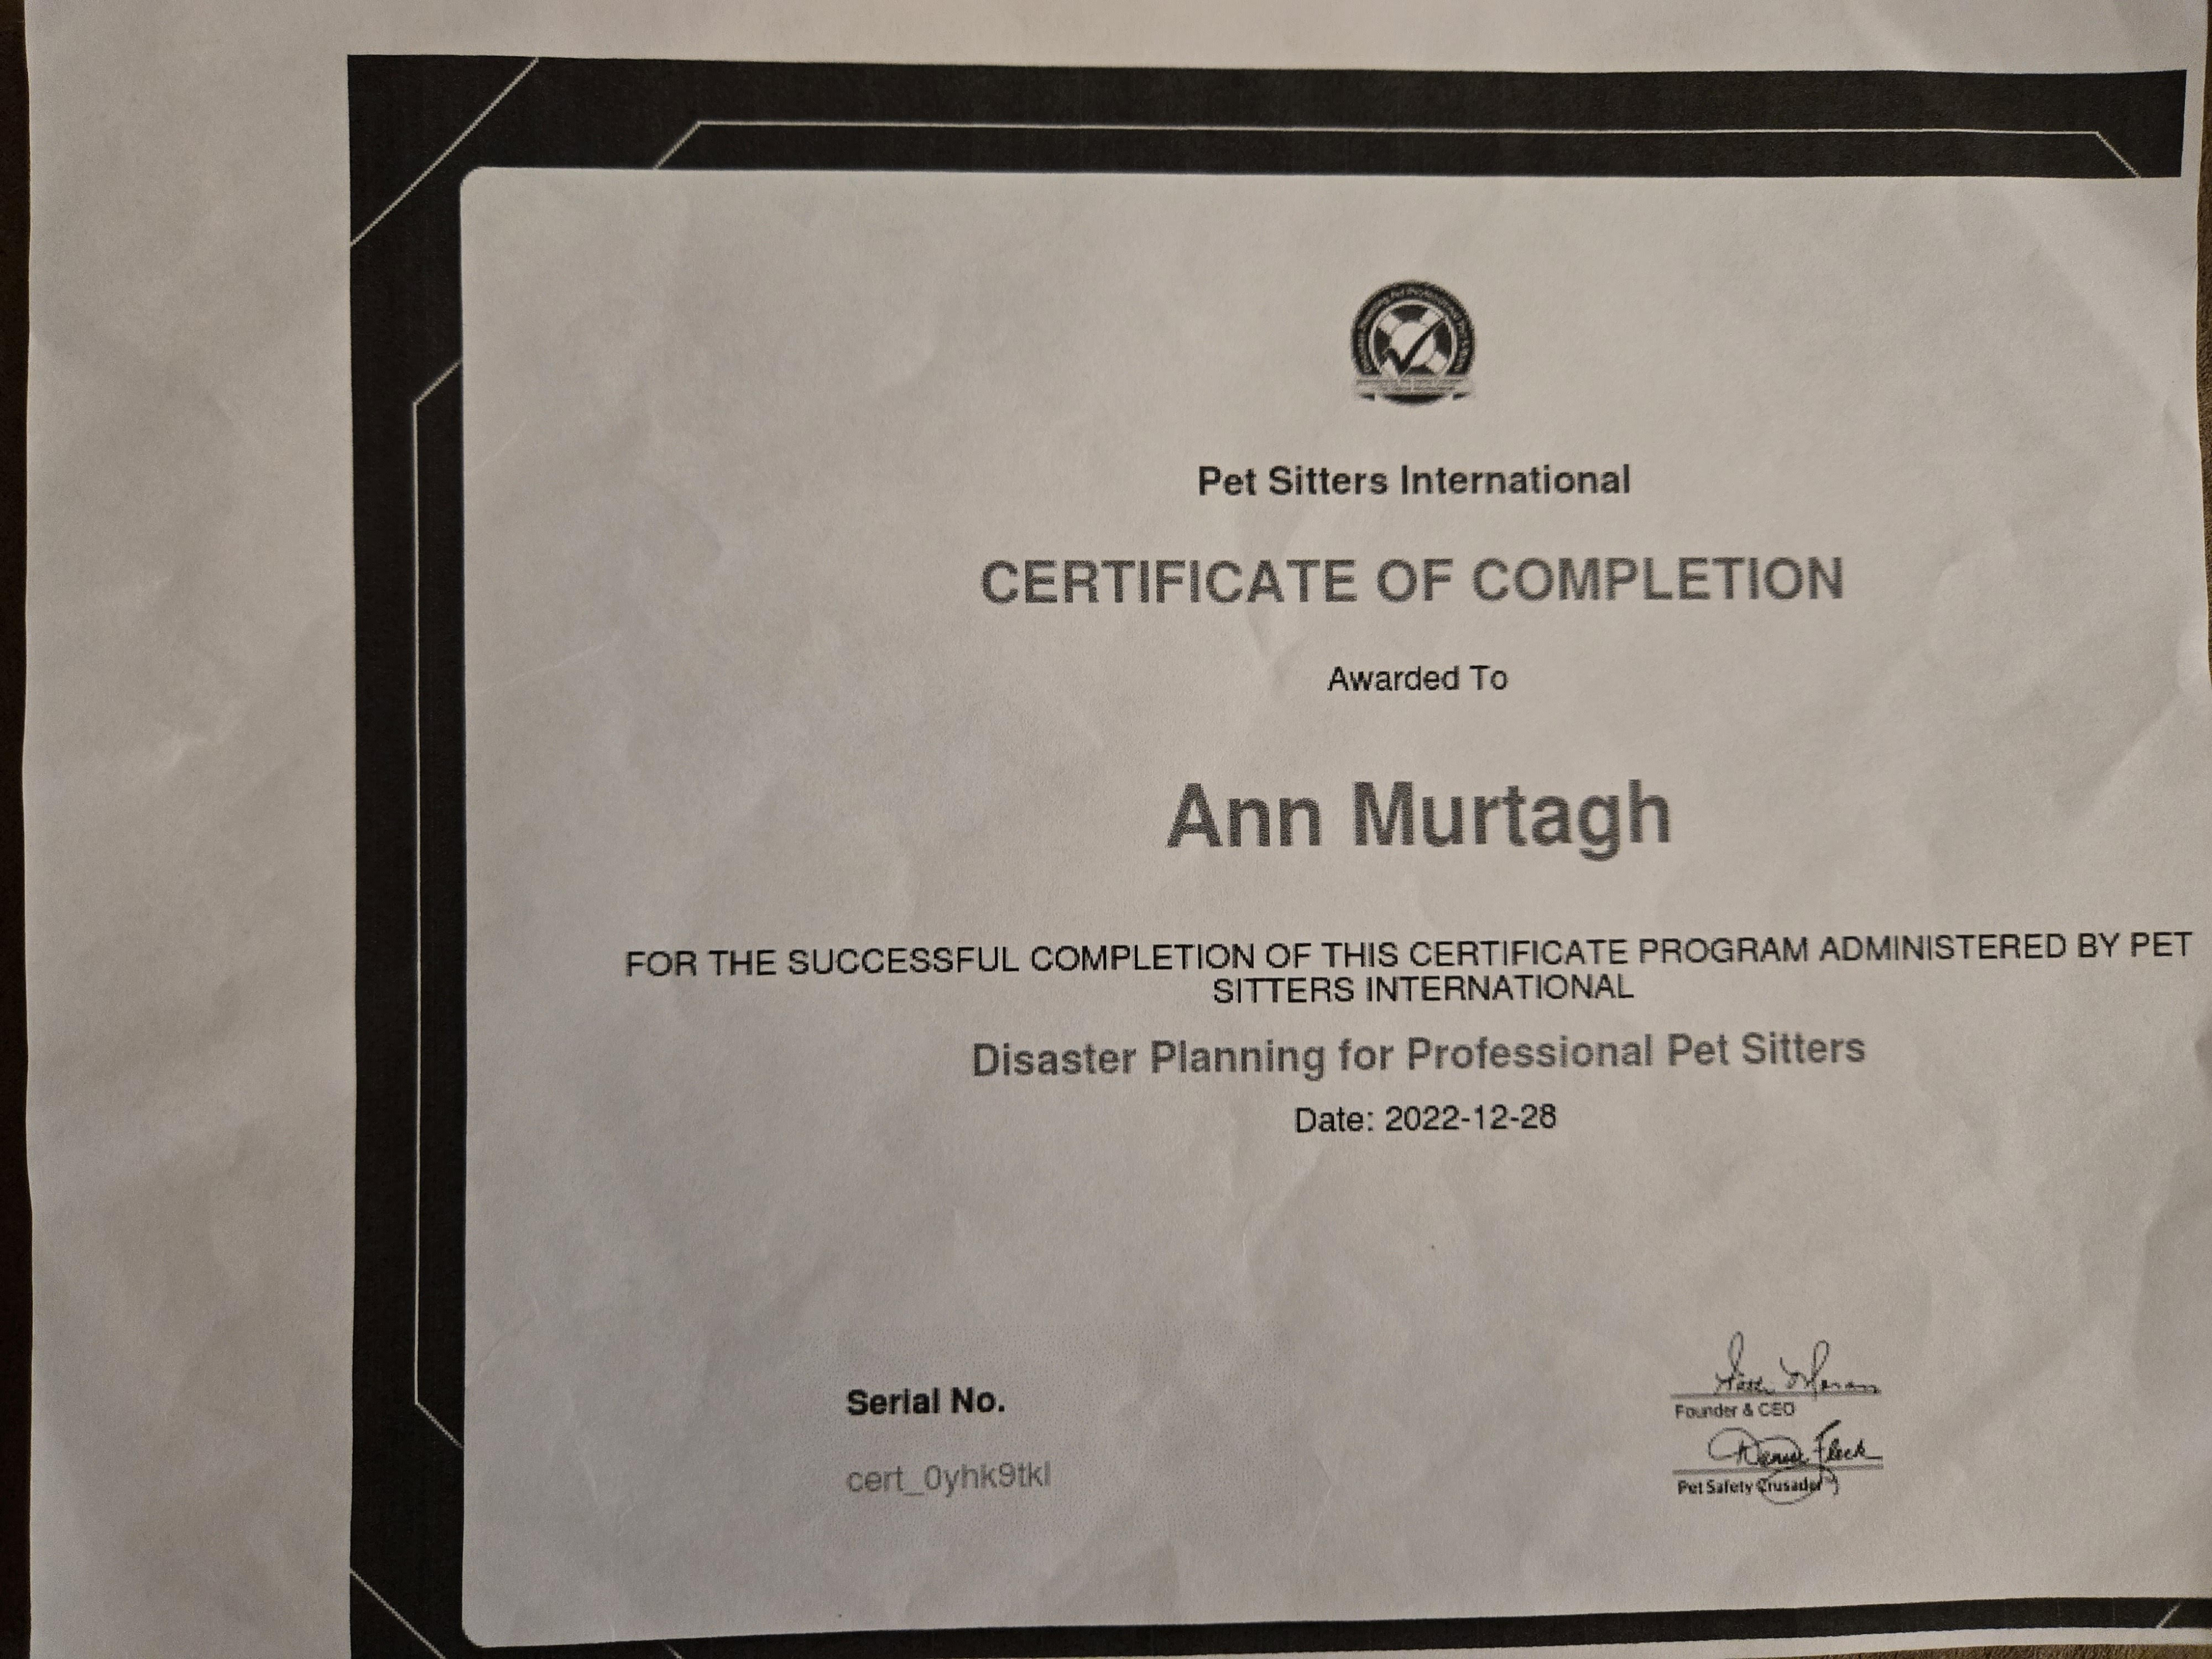 Pet Sitters International
CERTIFICATE OF COMPLETION
Awarded To
Ann Murtagh
FOR THE SUCCESSFUL COMPLETION OF THIS CERTIFICATE PROGRAM ADMINISTERED BY PET
SITTERS INTERNATIONAL
Disaster Planning for Professional Pet Sitters
Date: 2022-12-28
Serial No.
cert_0yhk9tkl
Founder & CEO
Pet Safety Crusader